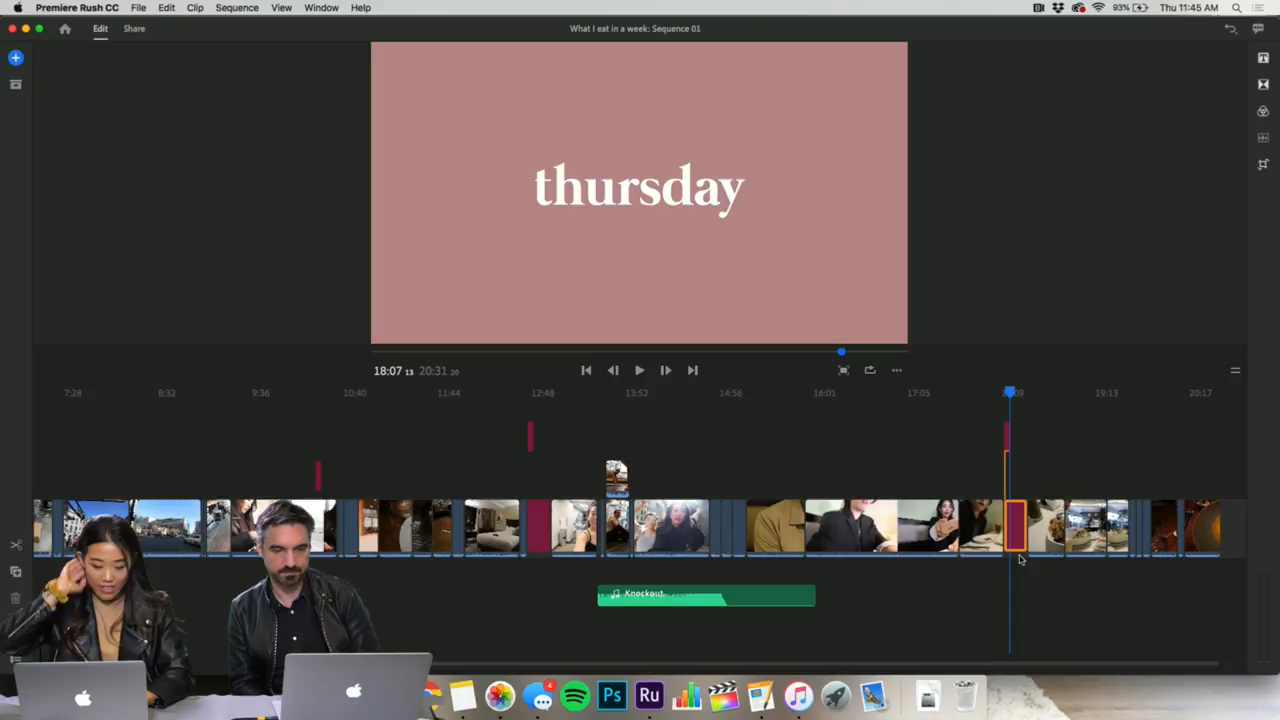 Premiere Rush CC File Edit Clip Sequence View Window Help 93% Thu 11:45 AM
Edit Share What I eat in a week: Sequence 01
thursday
18:07 13 20:31 20
7:28 8:32 9:36 10:40 11:44 12:48 13:52 14:56 16:01 17:05 19:13 20:17
Knockout
4
Ps Ru